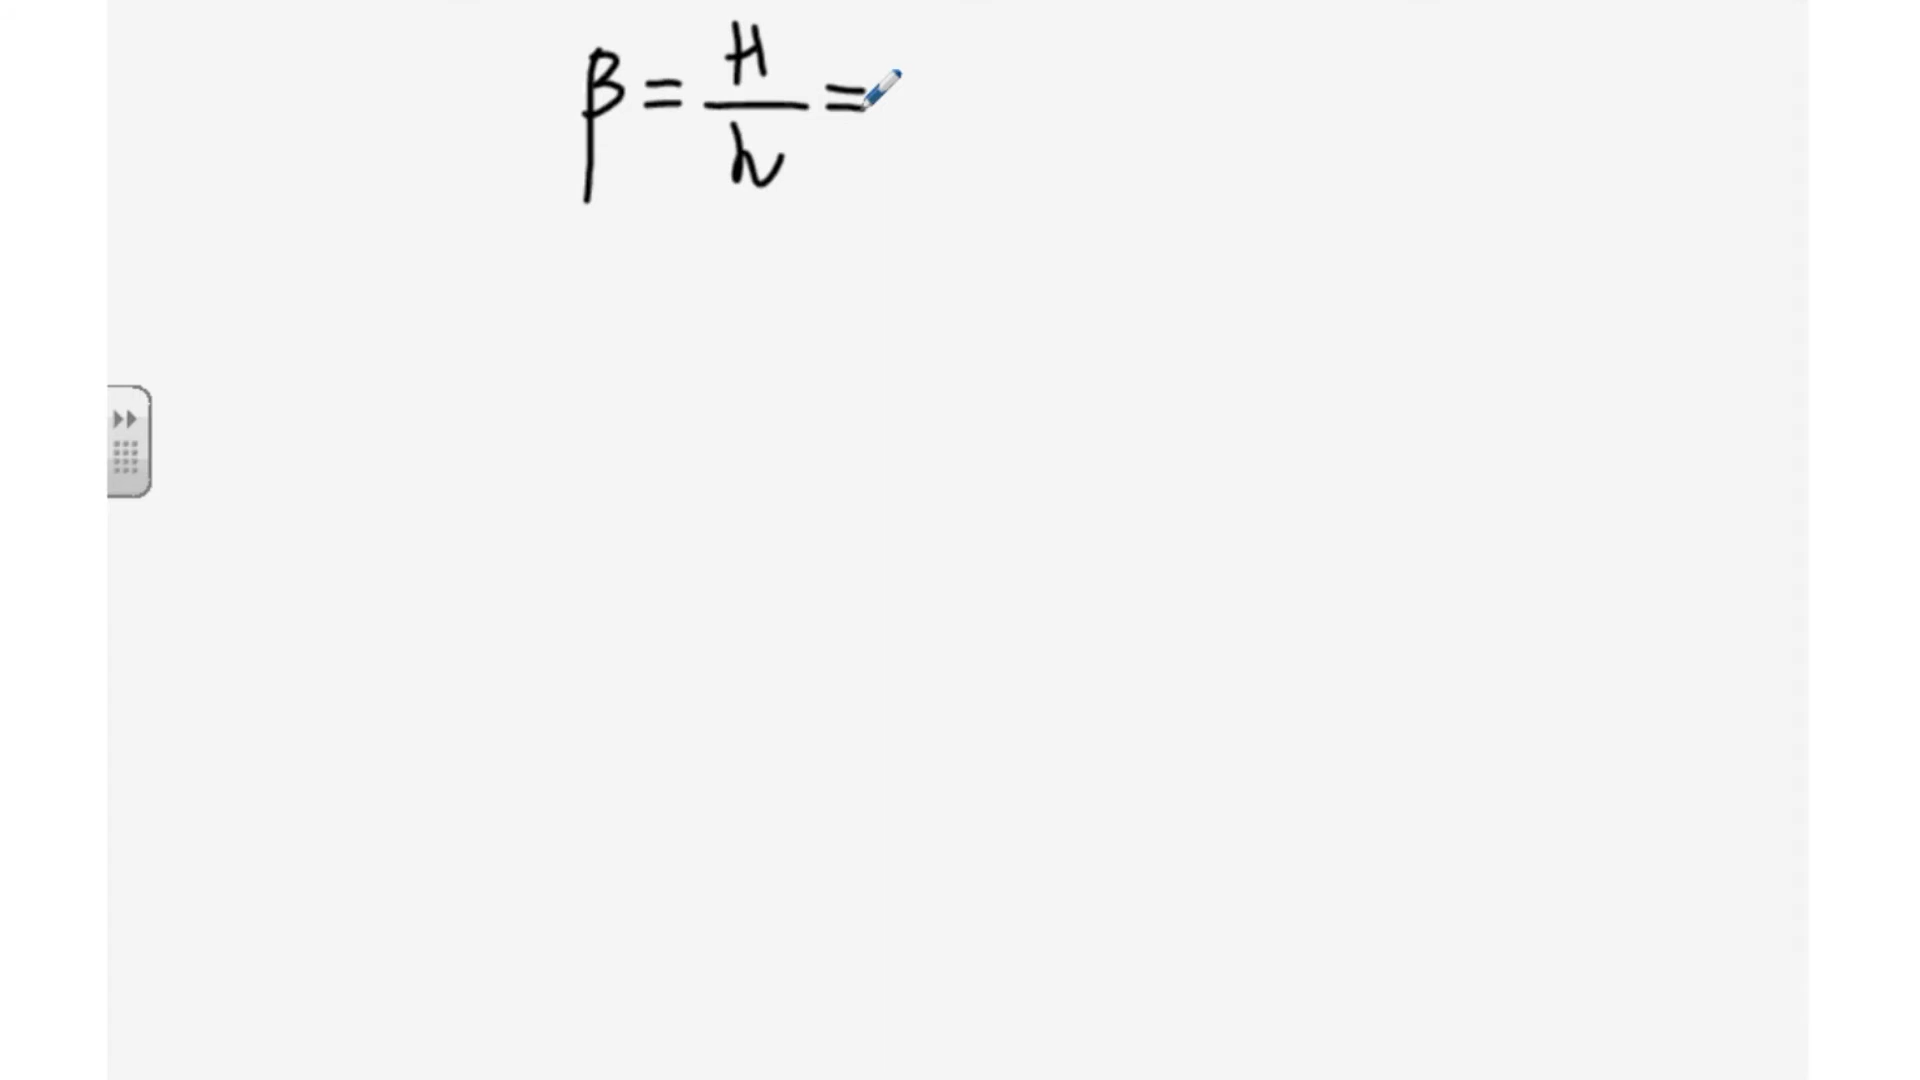 β = H/h =